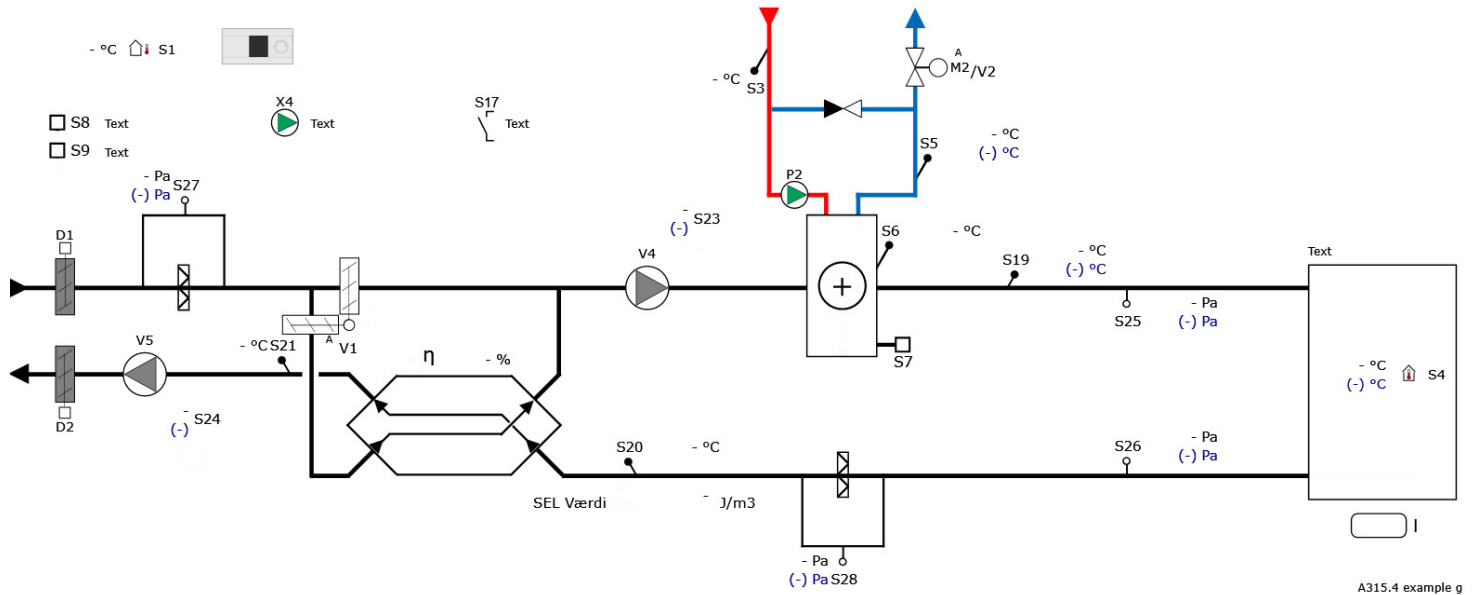 - °C S1
S8 Text
S9 Text
X4 Text
S17 Text
- °C S3
A
M2/V2
S5
- °C
(-) °C
P2
- Pa
(-) Pa S27
D1
-
(-) S23
V4
S6
- °C
S19
- °C
(-) °C
Text
S25
- Pa
(-) Pa
A
V1
V5
- °C S21
η
- %
S7
- °C
(-) °C
S4
D2
-
(-) S24
S20
- °C
S26
- Pa
(-) Pa
SEL Værdi
- J/m3
I
- Pa
(-) Pa S28
A315.4 example g